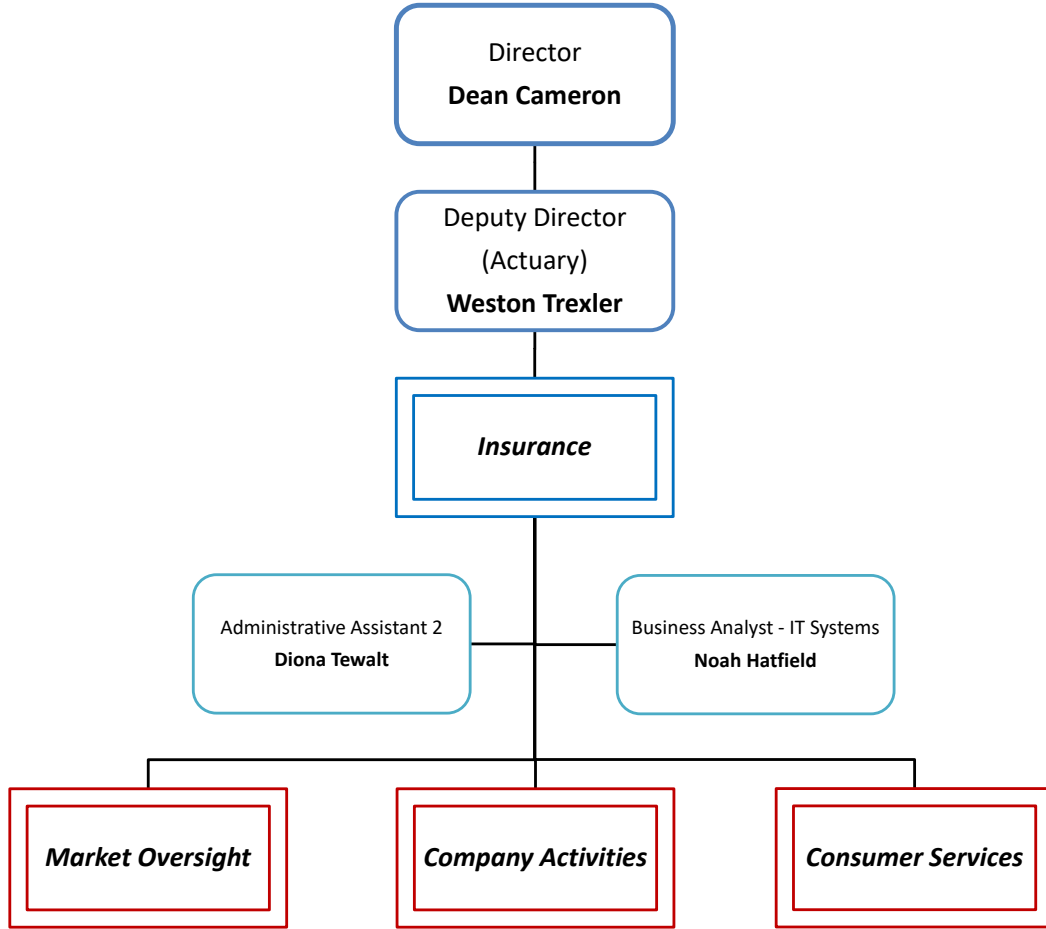 Director
Dean Cameron
Deputy Director
(Actuary)
Weston Trexler
Insurance
Administrative Assistant 2
Diona Tewalt
Business Analyst - IT Systems
Noah Hatfield
Market Oversight
Company Activities
Consumer Services